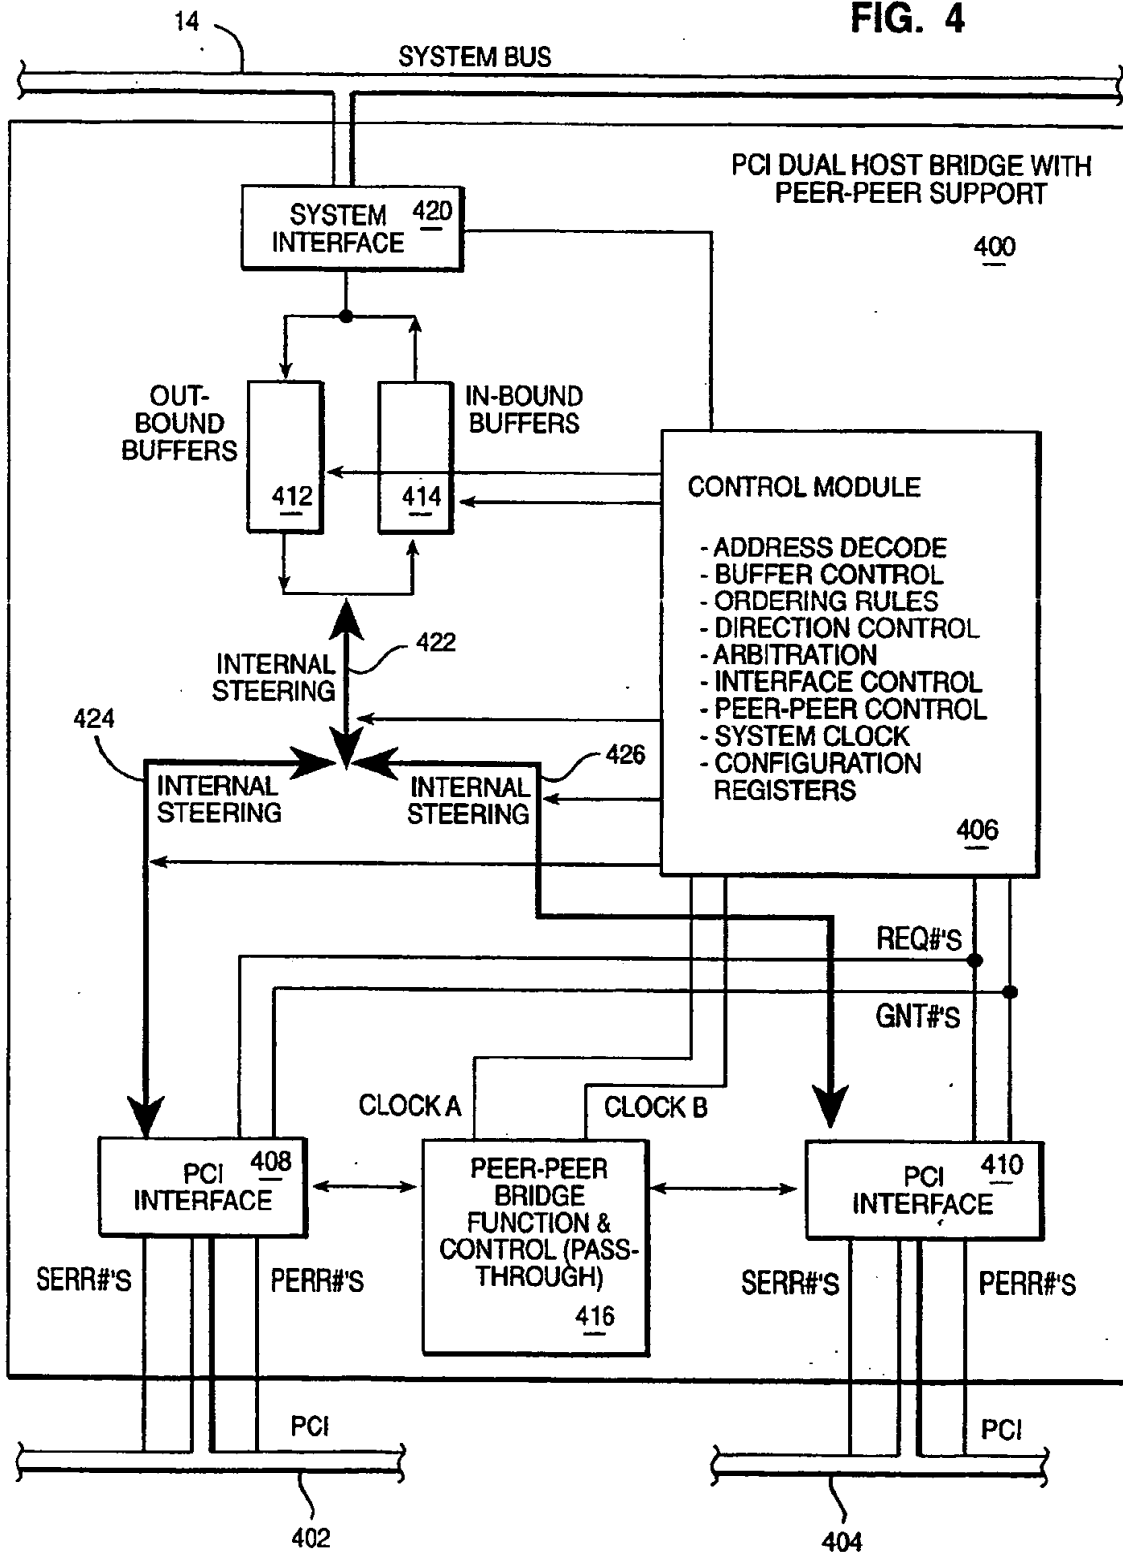 FIG. 4
14
SYSTEM BUS
PCI DUAL HOST BRIDGE WITH
PEER-PEER SUPPORT
400
SYSTEM
INTERFACE
420
OUT-
BOUND
BUFFERS
412
IN-BOUND
BUFFERS
414
CONTROL MODULE
- ADDRESS DECODE
- BUFFER CONTROL
- ORDERING RULES
- DIRECTION CONTROL
- ARBITRATION
- INTERFACE CONTROL
- PEER-PEER CONTROL
- SYSTEM CLOCK
- CONFIGURATION
REGISTERS
406
INTERNAL
STEERING
422
424
INTERNAL
STEERING
INTERNAL
STEERING
426
REQ#'S
GNT#'S
CLOCK A
CLOCK B
PCI
INTERFACE
408
PEER-PEER
BRIDGE
FUNCTION &
CONTROL (PASS-
THROUGH)
416
PCI
INTERFACE
410
SERR#'S
PERR#'S
SERR#'S
PERR#'S
PCI
PCI
402
404